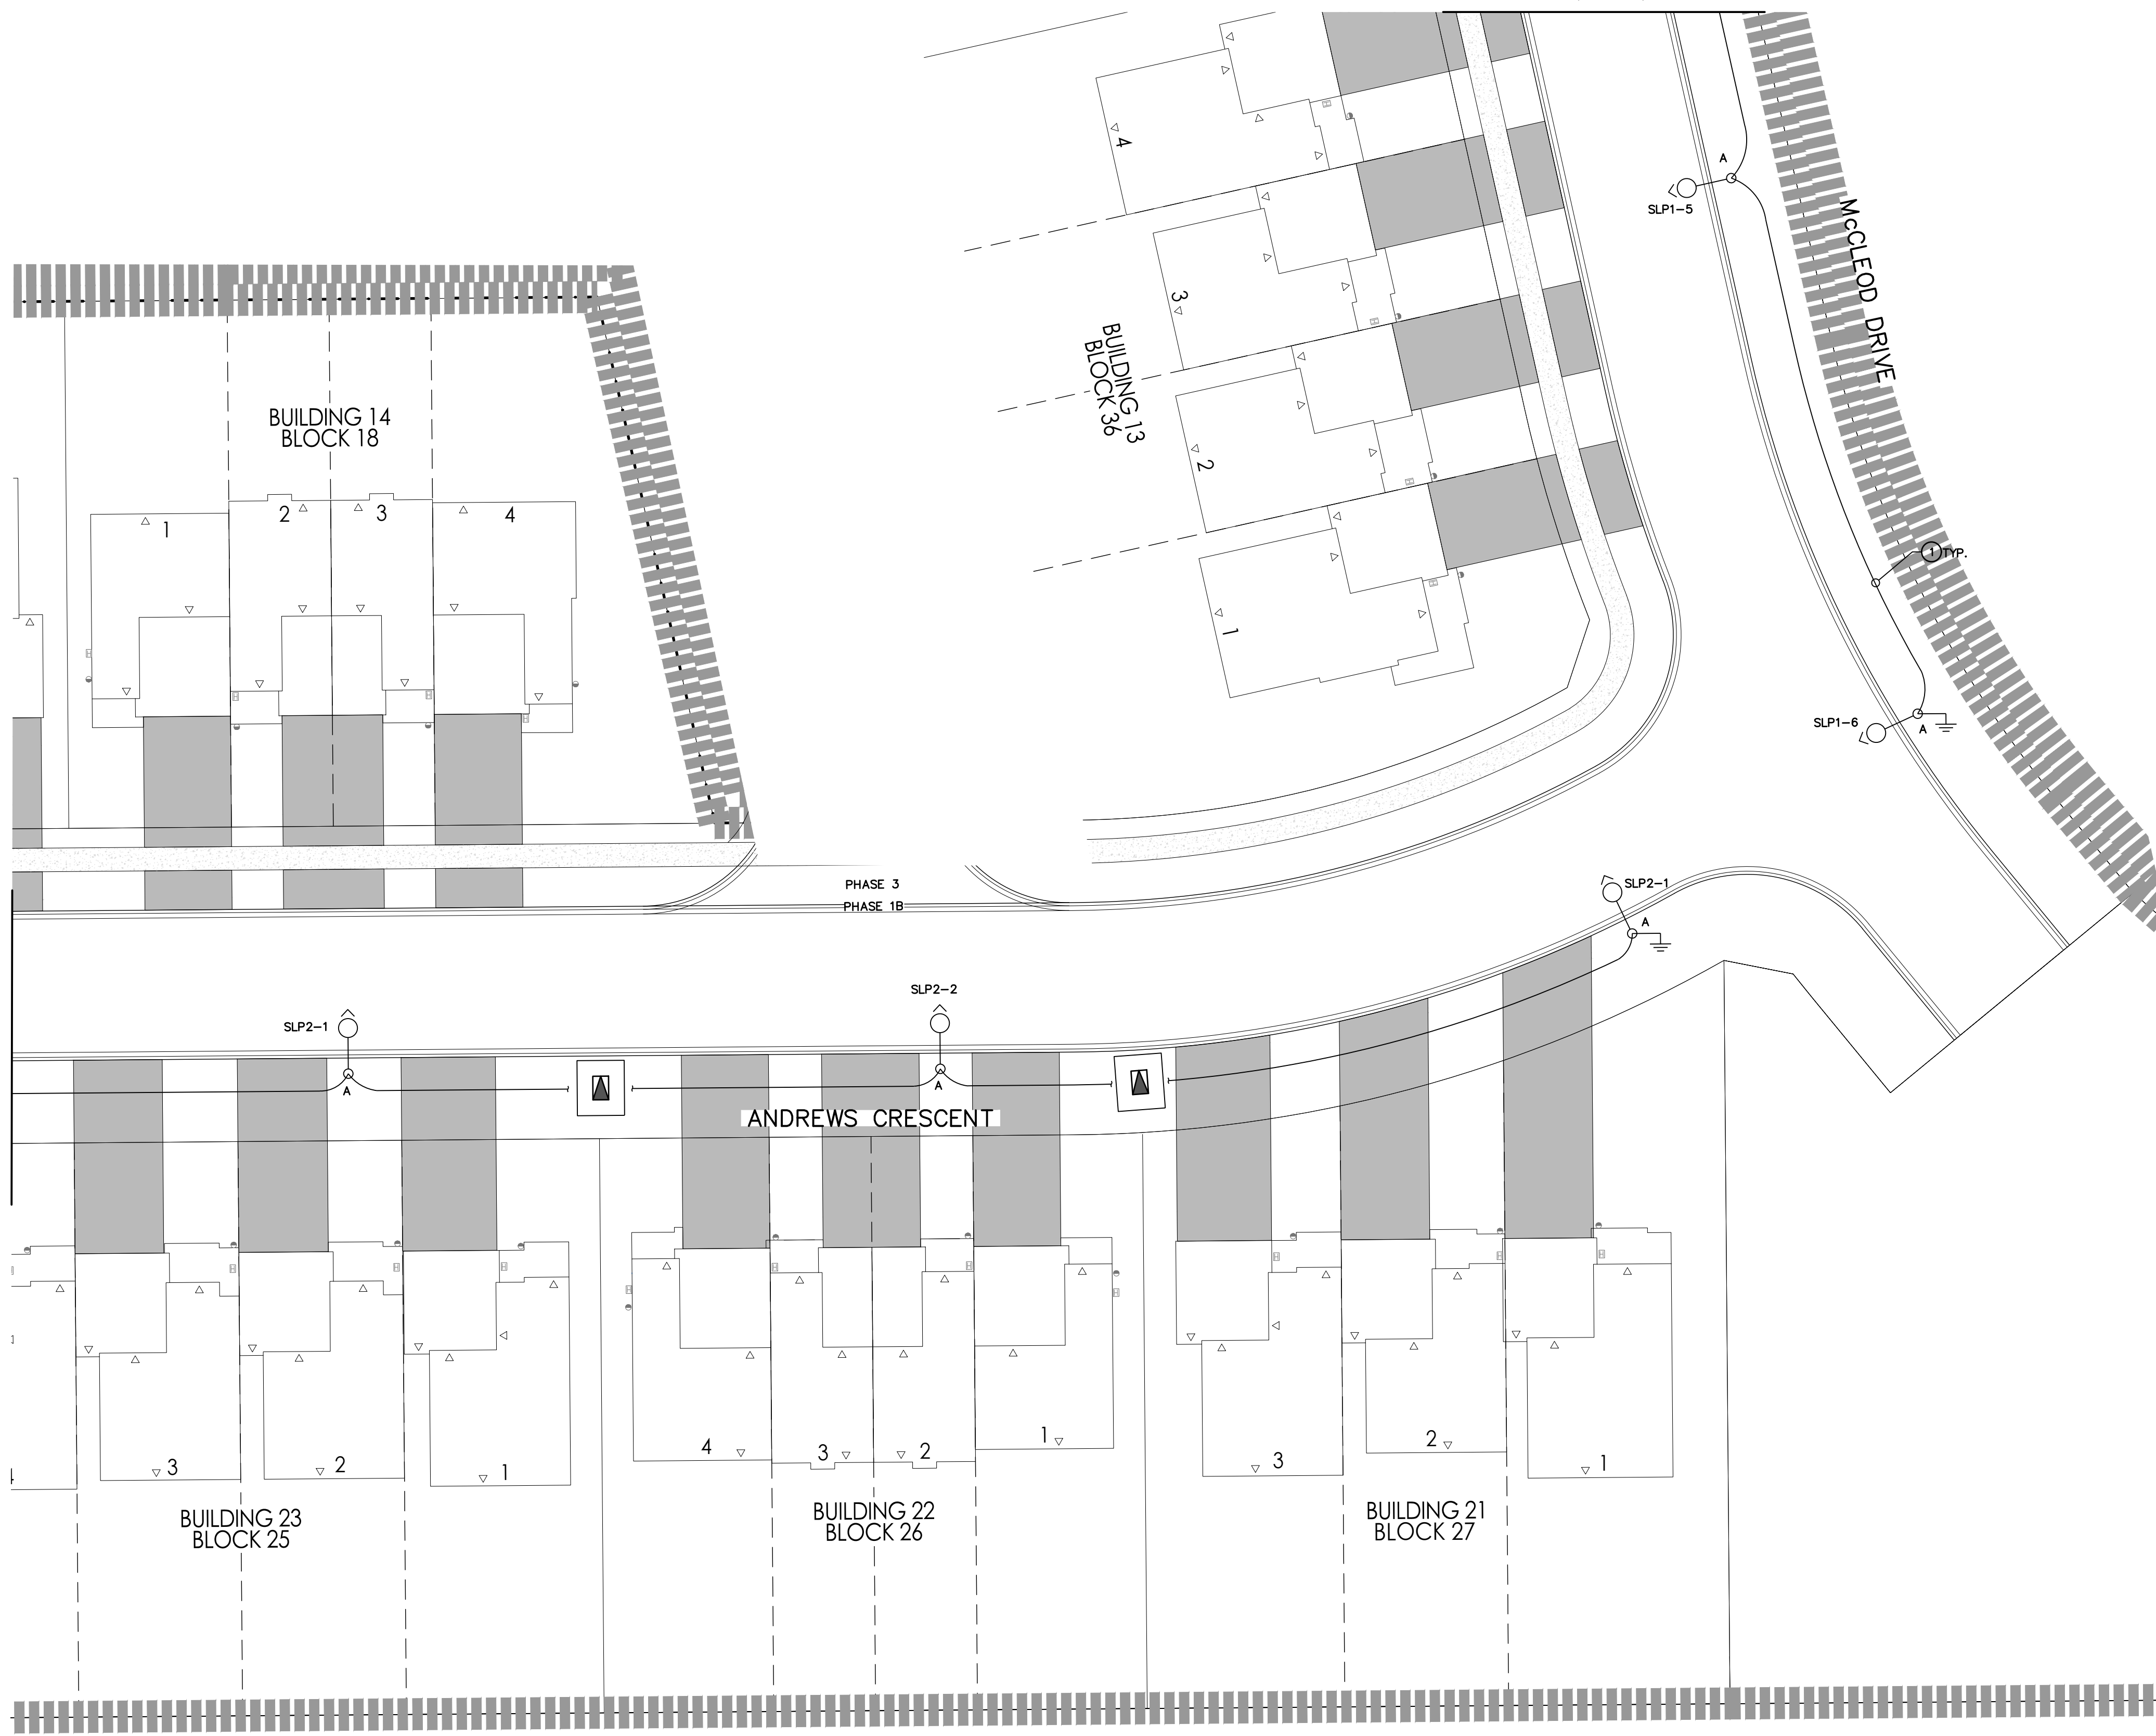 4
A
SLP1-5
McCLEOD DRIVE
3
BUILDING 13
BLOCK 36
2
1
BUILDING 14
BLOCK 18
1
2
3
4
1 TYP.
SLP1-6
A
PHASE 3
PHASE 1B
SLP2-1
A
SLP2-2
SLP2-1
A
A
ANDREWS CRESCENT
4
3
2
1
4
3
2
1
3
2
1
BUILDING 23
BLOCK 25
BUILDING 22
BLOCK 26
BUILDING 21
BLOCK 27